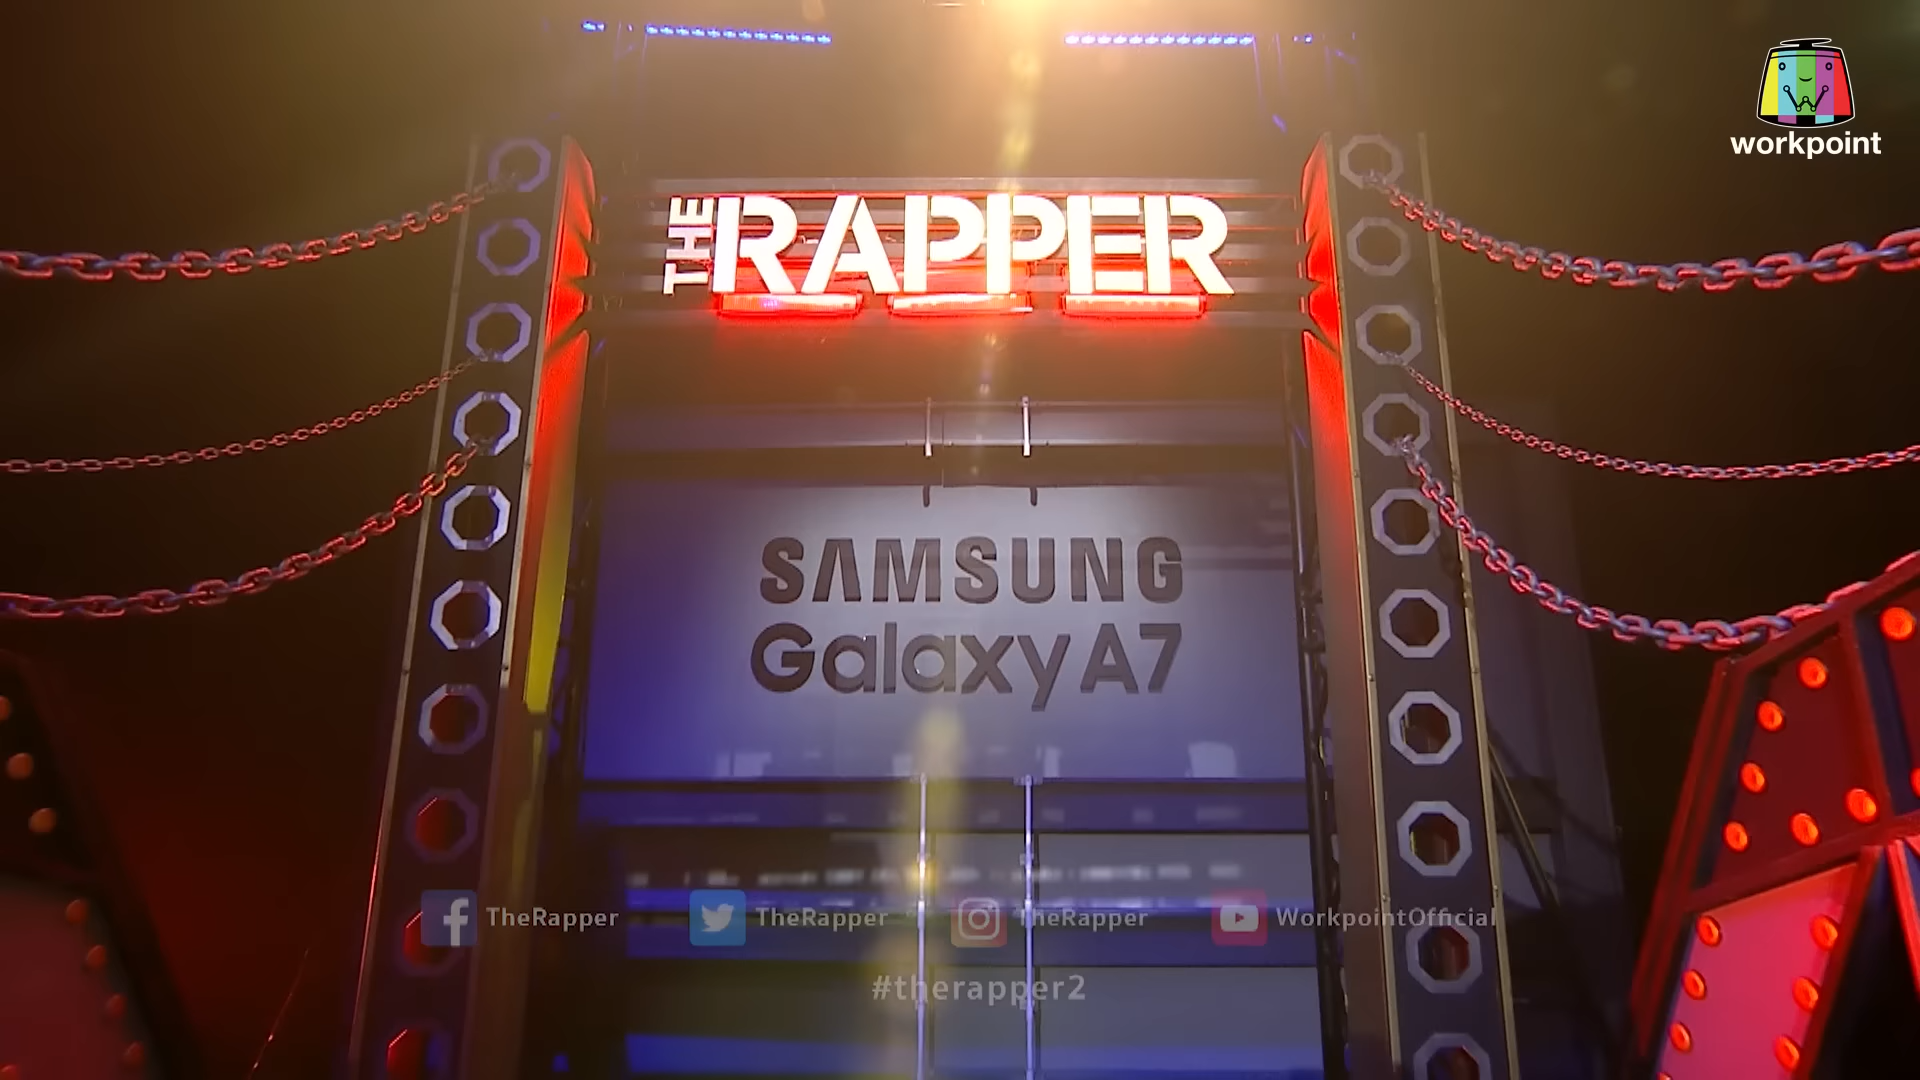 workpoint
THE RAPPER
SAMSUNG
Galaxy A7
TheRapper TheRapper TheRapper WorkpointOfficial
#therapper2